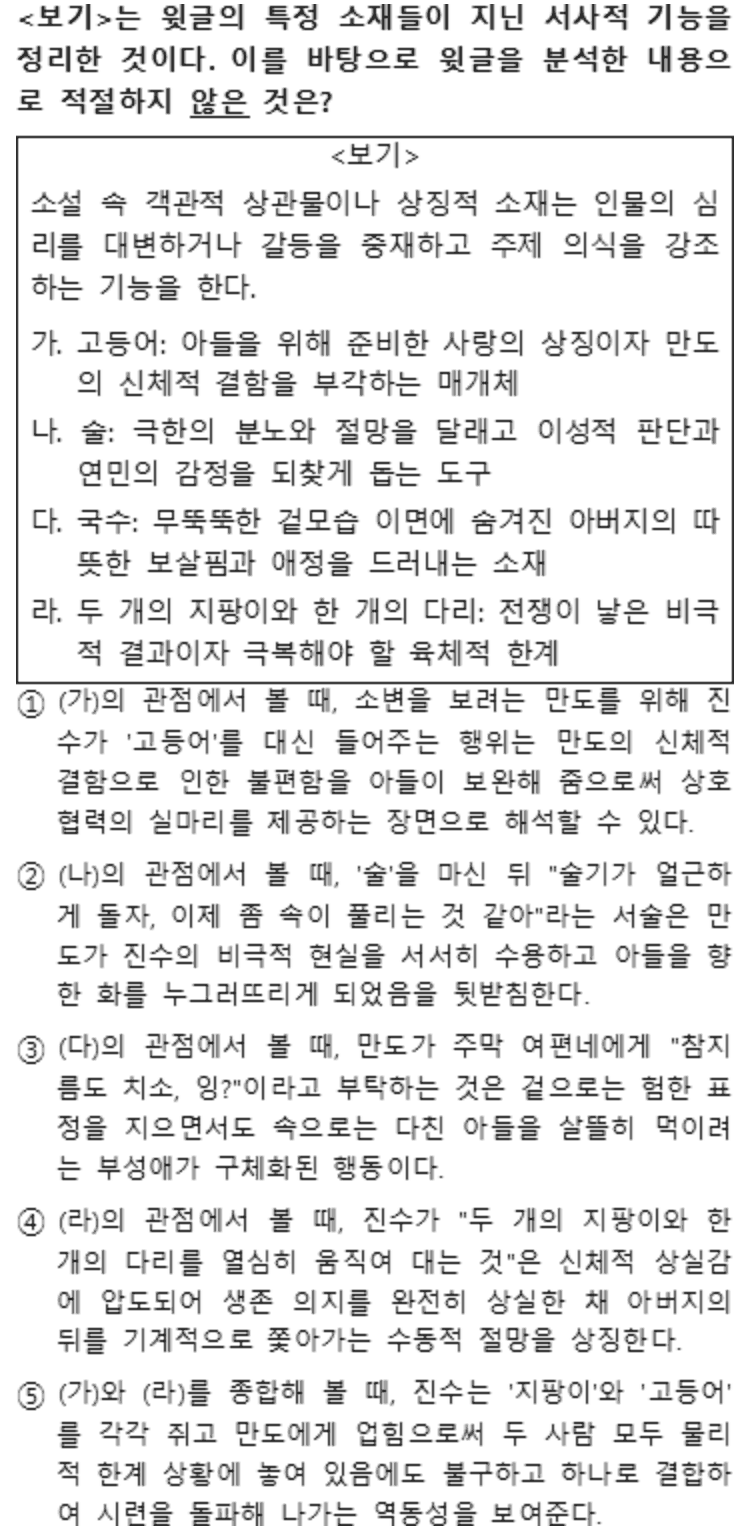 <보기>는 윗글의 특정 소재들이 지닌 서사적 기능을
정리한 것이다. 이를 바탕으로 윗글을 분석한 내용으
로 적절하지 않은 것은?
<보기>
소설 속 객관적 상관물이나 상징적 소재는 인물의 심
리를 대변하거나 갈등을 중재하고 주제 의식을 강조
하는 기능을 한다.
가. 고등어: 아들을 위해 준비한 사랑의 상징이자 만도
의 신체적 결함을 부각하는 매개체
나. 술: 극한의 분노와 절망을 달래고 이성적 판단과
연민의 감정을 되찾게 돕는 도구
다. 국수: 무뚝뚝한 겉모습 이면에 숨겨진 아버지의 따
뜻한 보살핌과 애정을 드러내는 소재
라. 두 개의 지팡이와 한 개의 다리: 전쟁이 낳은 비극
적 결과이자 극복해야 할 육체적 한계
① (가)의 관점에서 볼 때, 소변을 보려는 만도를 위해 진
수가 '고등어'를 대신 들어주는 행위는 만도의 신체적
결함으로 인한 불편함을 아들이 보완해 줌으로써 상호
협력의 실마리를 제공하는 장면으로 해석할 수 있다.
② (나)의 관점에서 볼 때, '술'을 마신 뒤 "술기가 얼근하
게 돌자, 이제 좀 속이 풀리는 것 같아"라는 서술은 만
도가 진수의 비극적 현실을 서서히 수용하고 아들을 향
한 화를 누그러뜨리게 되었음을 뒷받침한다.
③ (다)의 관점에서 볼 때, 만도가 주막 여편네에게 "참지
름도 치소, 잉?"이라고 부탁하는 것은 겉으로는 험한 표
정을 지으면서도 속으로는 다친 아들을 살뜰히 먹이려
는 부성애가 구체화된 행동이다.
④ (라)의 관점에서 볼 때, 진수가 "두 개의 지팡이와 한
개의 다리를 열심히 움직여 대는 것"은 신체적 상실감
에 압도되어 생존 의지를 완전히 상실한 채 아버지의
뒤를 기계적으로 쫓아가는 수동적 절망을 상징한다.
⑤ (가)와 (라)를 종합해 볼 때, 진수는 '지팡이'와 '고등어'
를 각각 쥐고 만도에게 업힘으로써 두 사람 모두 물리
적 한계 상황에 놓여 있음에도 불구하고 하나로 결합하
여 시련을 돌파해 나가는 역동성을 보여준다.